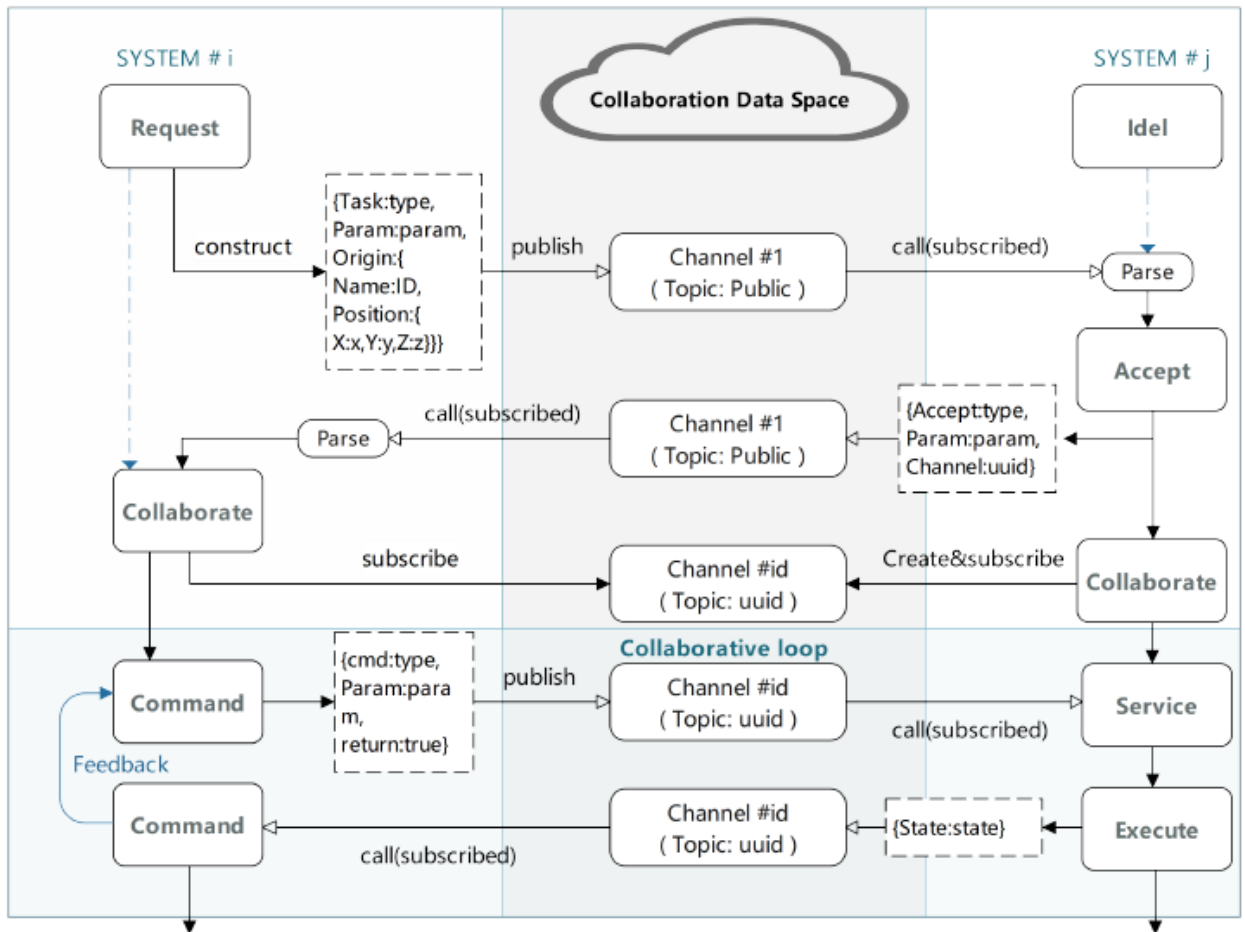 SYSTEM # i
Collaboration Data Space
SYSTEM # j
Request
Idel
{Task:type,
Param:param,
Origin:{
Name:ID,
Position:{
X:x,Y:y,Z:z}}}
construct
publish
Channel #1
( Topic: Public )
call(subscribed)
Parse
Accept
{Accept:type,
Param:param,
Channel:uuid}
Channel #1
( Topic: Public )
call(subscribed)
Parse
Collaborate
subscribe
Channel #id
( Topic: uuid )
Create&subscribe
Collaborate
Collaborative loop
Command
{cmd:type,
Param:para
m,
return:true}
publish
Channel #id
( Topic: uuid )
call(subscribed)
Service
Feedback
Command
call(subscribed)
Channel #id
( Topic: uuid )
{State:state}
Execute